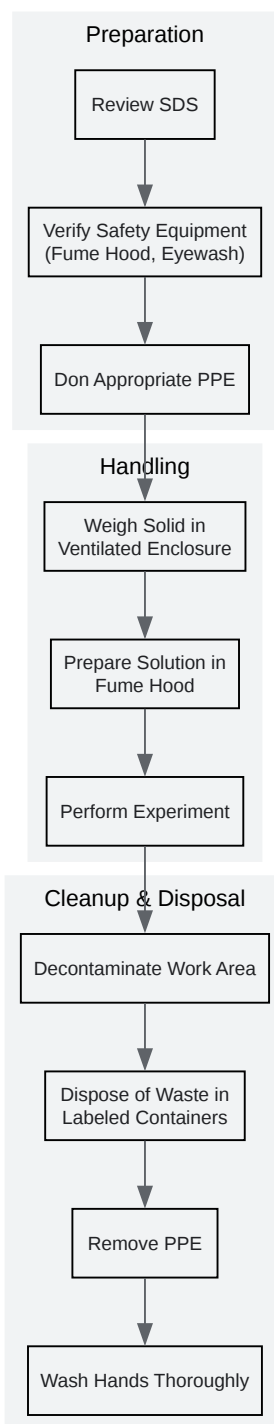 Preparation
Review SDS
Verify Safety Equipment
(Fume Hood, Eyewash)
Don Appropriate PPE
Handling
Weigh Solid in
Ventilated Enclosure
Prepare Solution in
Fume Hood
Perform Experiment
Cleanup & Disposal
Decontaminate Work Area
Dispose of Waste in
Labeled Containers
Remove PPE
Wash Hands Thoroughly